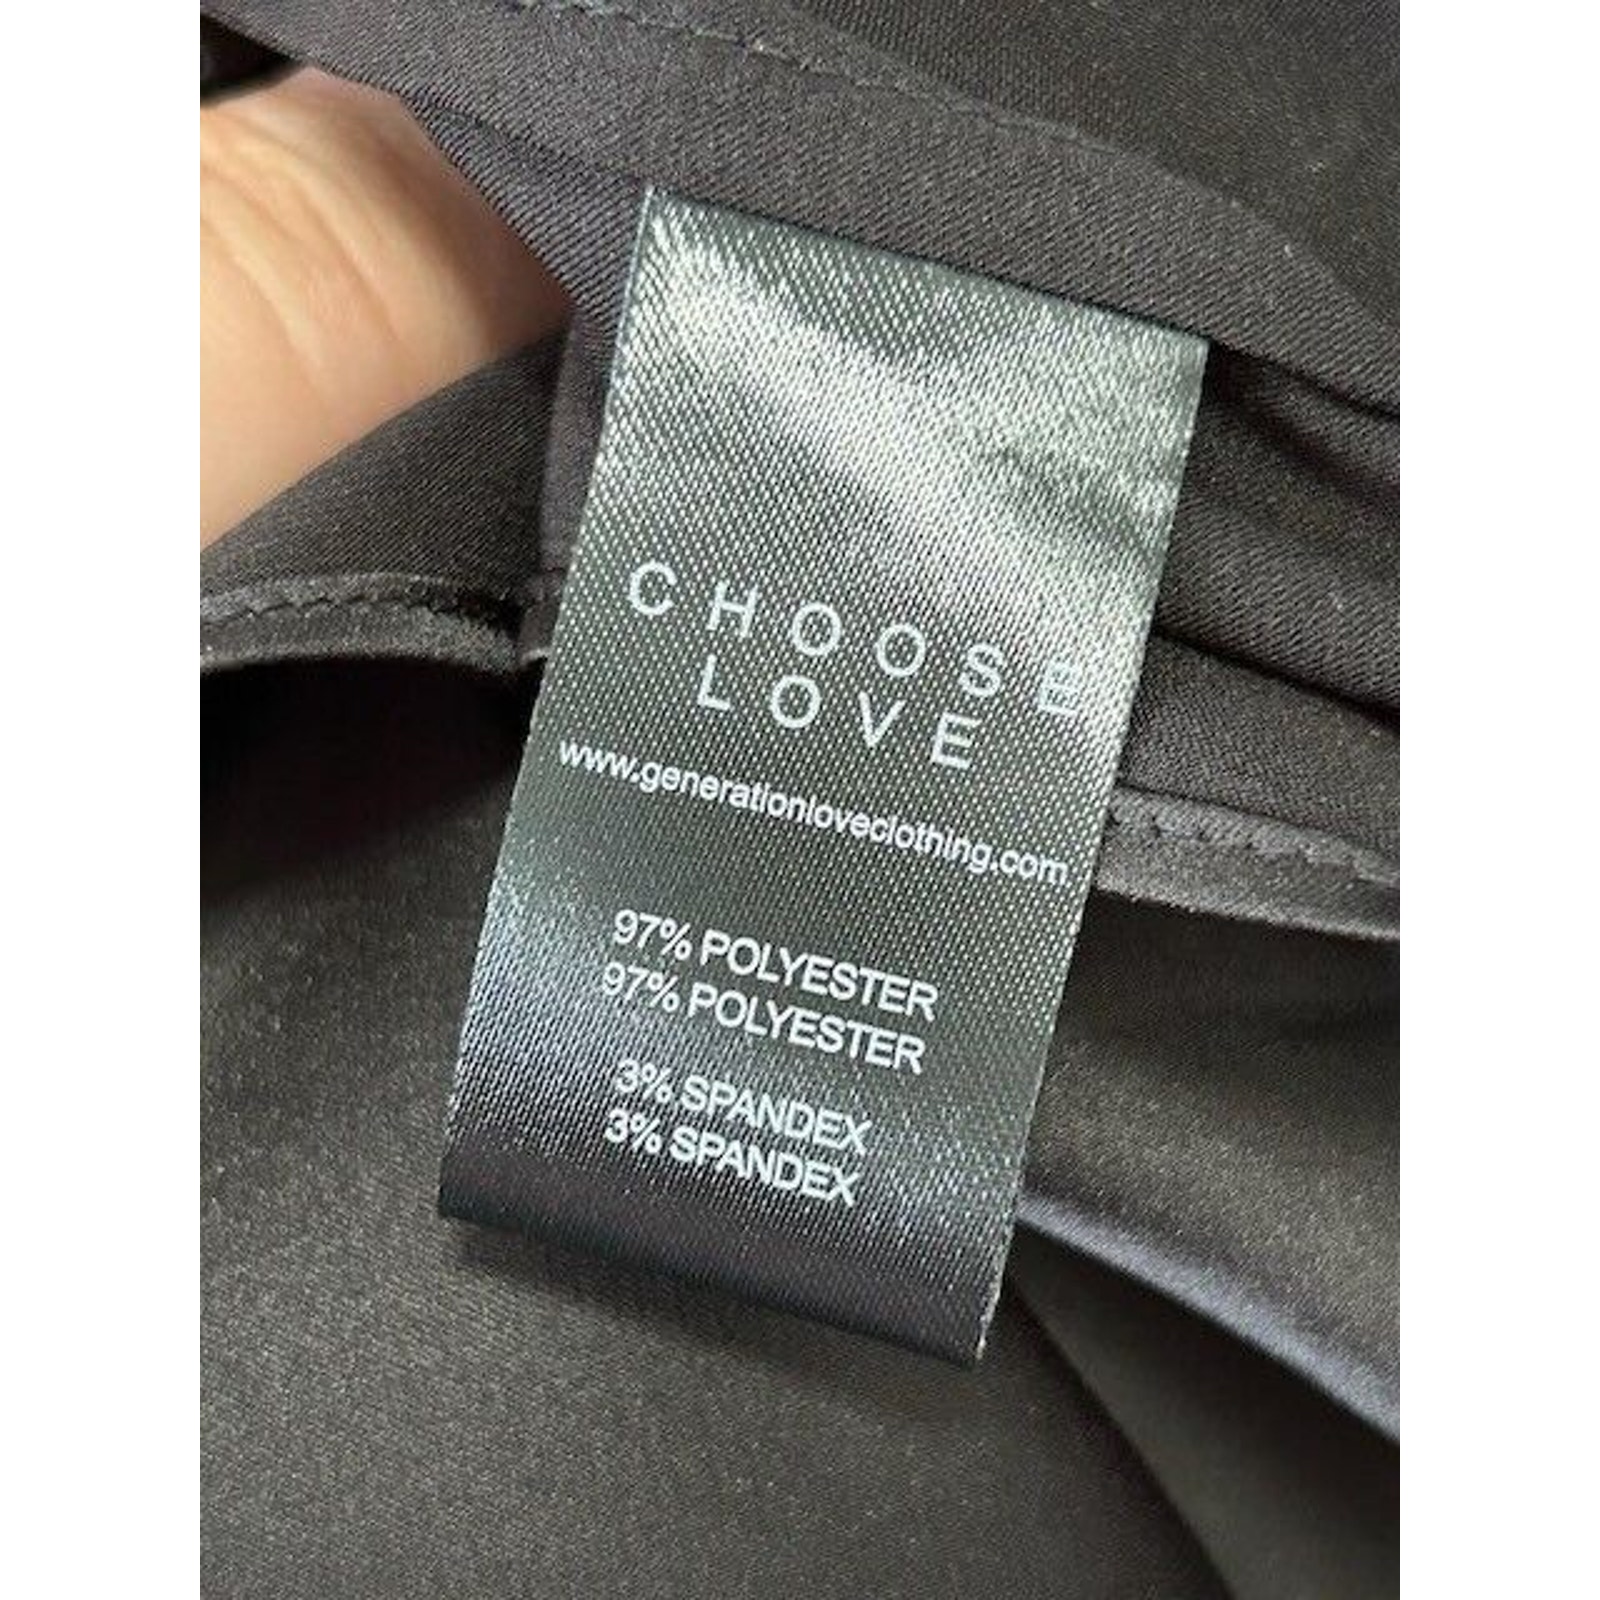 CHOOSE
LOVE
www.generationloveclothing.com
97% POLYESTER
97% POLYESTER
3% SPANDEX
3% SPANDEX